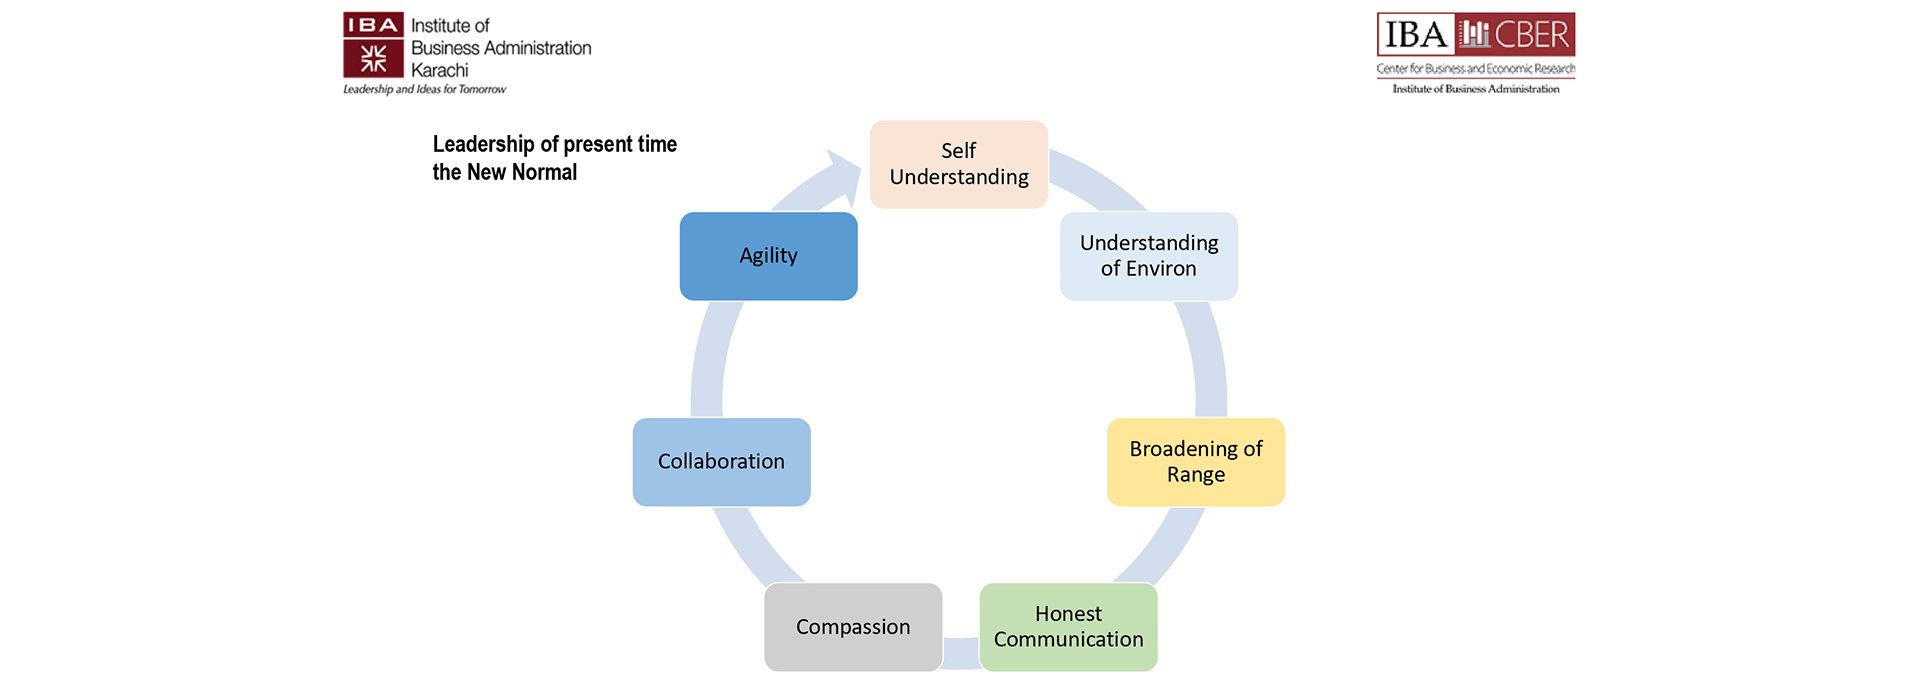 IBA
Institute of
Business Administration
Karachi
Leadership and Ideas for Tomorrow
IBA CBER
Center for Business and Economic Research
Institute of Business Administration
Leadership of present time
the New Normal
Self
Understanding
Understanding
of Environ
Broadening of
Range
Honest
Communication
Compassion
Collaboration
Agility